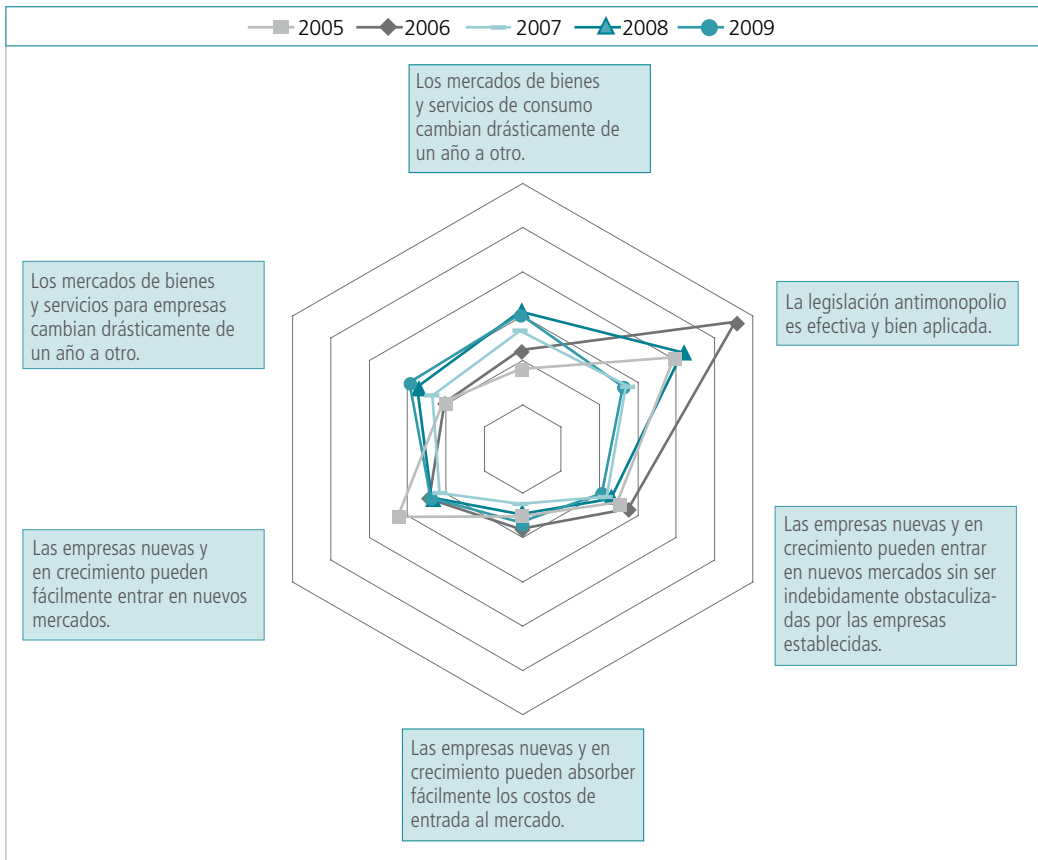 2005 2006 2007 2008 2009
Los mercados de bienes
y servicios de consumo
cambian drásticamente de
un año a otro.
Los mercados de bienes
y servicios para empresas
cambian drásticamente de
un año a otro.
La legislación antimonopolio
es efectiva y bien aplicada.
Las empresas nuevas y
en crecimiento pueden
fácilmente entrar en nuevos
mercados.
Las empresas nuevas y en
crecimiento pueden entrar
en nuevos mercados sin ser
indebidamente obstaculiza-
das por las empresas
establecidas.
Las empresas nuevas y en
crecimiento pueden absorber
fácilmente los costos de
entrada al mercado.